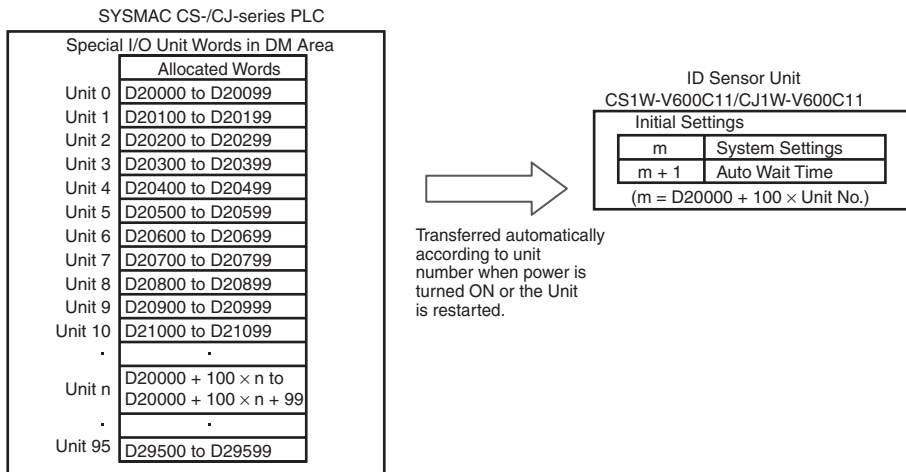 SYSMAC CS-/CJ-series PLC
Special I/O Unit Words in DM Area
Allocated Words
Unit 0 D20000 to D20099
Unit 1 D20100 to D20199
Unit 2 D20200 to D20299
Unit 3 D20300 to D20399
Unit 4 D20400 to D20499
Unit 5 D20500 to D20599
Unit 6 D20600 to D20699
Unit 7 D20700 to D20799
Unit 8 D20800 to D20899
Unit 9 D20900 to D20999
Unit 10 D21000 to D21099
. .
Unit n D20000 + 100 × n to
D20000 + 100 × n + 99
. .
Unit 95 D29500 to D29599
Transferred automatically
according to unit
number when power is
turned ON or the Unit
is restarted.
ID Sensor Unit
CS1W-V600C11/CJ1W-V600C11
Initial Settings
m System Settings
m + 1 Auto Wait Time
(m = D20000 + 100 × Unit No.)